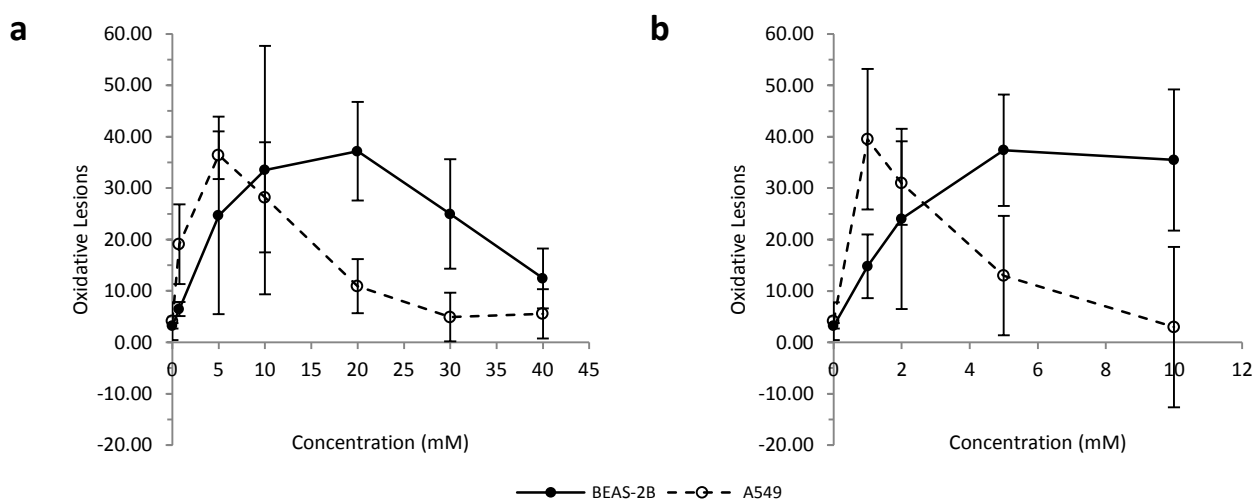 a
60.00
50.00
40.00
30.00
20.00
10.00
0.00
-10.00
-20.00
Oxidative Lesions
0 5 10 15 20 25 30 35 40 45
Concentration (mM)
b
60.00
50.00
40.00
30.00
20.00
10.00
0.00
-10.00
-20.00
Oxidative Lesions
0 2 4 6 8 10 12
Concentration (mM)
BEAS-2B A549